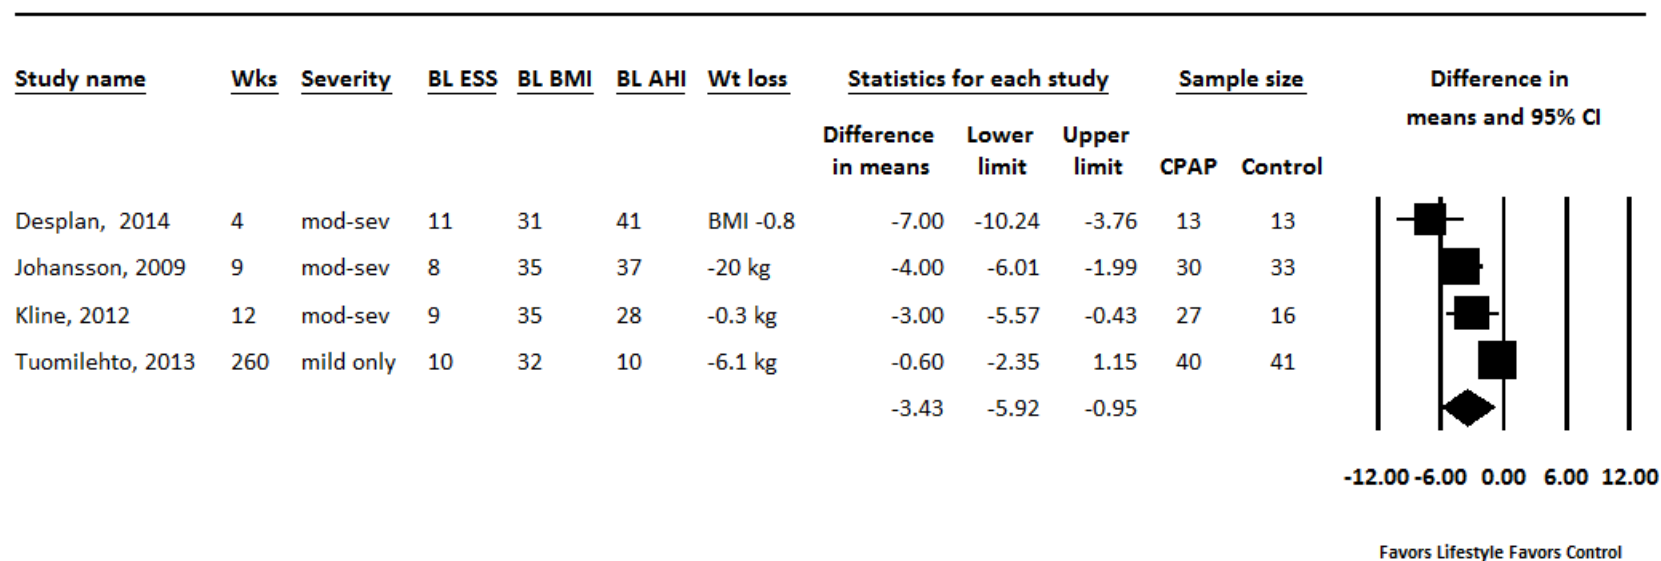 Study name Wks Severity BL ESS BL BMI BL AHI Wt loss Statistics for each study Sample size Difference in means and 95% CI
Difference in means Lower limit Upper limit CPAP Control
Desplan, 2014 4 mod-sev 11 31 41 BMI -0.8 -7.00 -10.24 -3.76 13 13
Johansson, 2009 9 mod-sev 8 35 37 -20 kg -4.00 -6.01 -1.99 30 33
Kline, 2012 12 mod-sev 9 35 28 -0.3 kg -3.00 -5.57 -0.43 27 16
Tuomilehto, 2013 260 mild only 10 32 10 -6.1 kg -0.60 -2.35 1.15 40 41
-3.43 -5.92 -0.95
-12.00 -6.00 0.00 6.00 12.00
Favors Lifestyle Favors Control